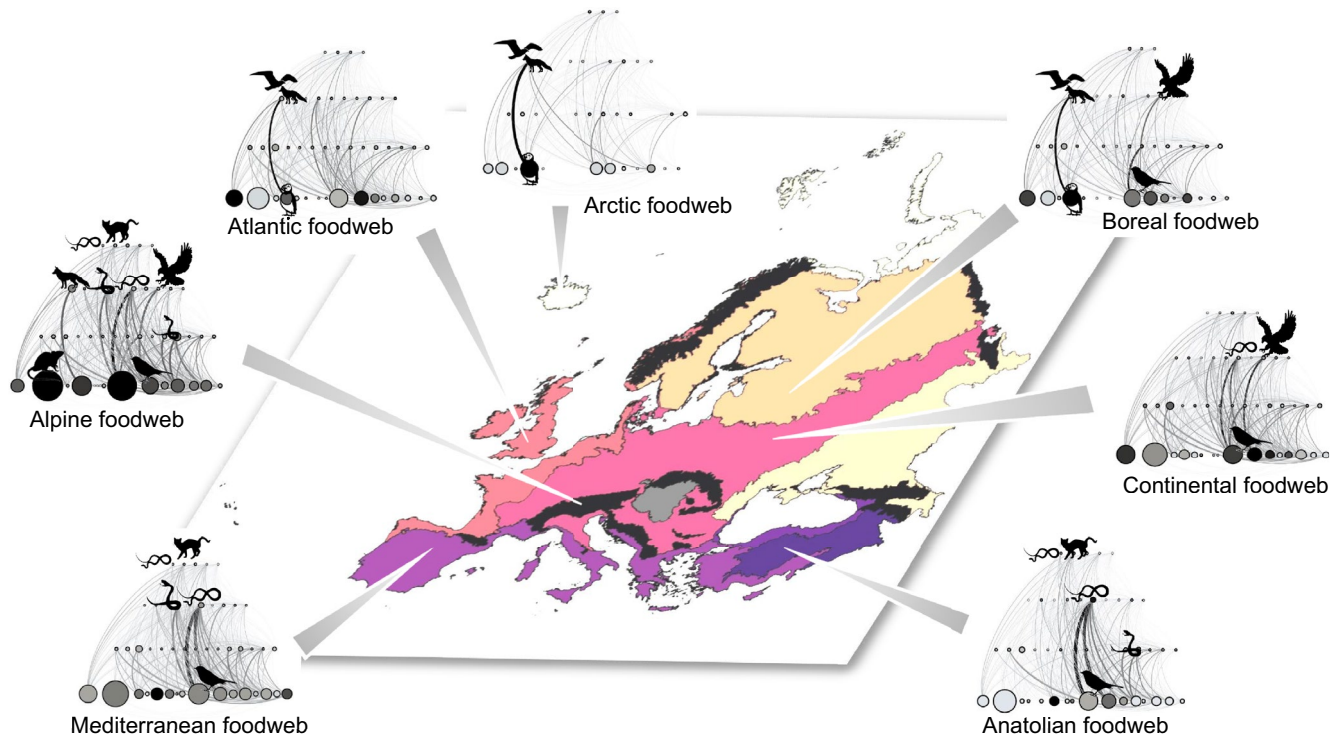 Arctic foodweb
Atlantic foodweb
Boreal foodweb
Alpine foodweb
Continental foodweb
Mediterranean foodweb
Anatolian foodweb